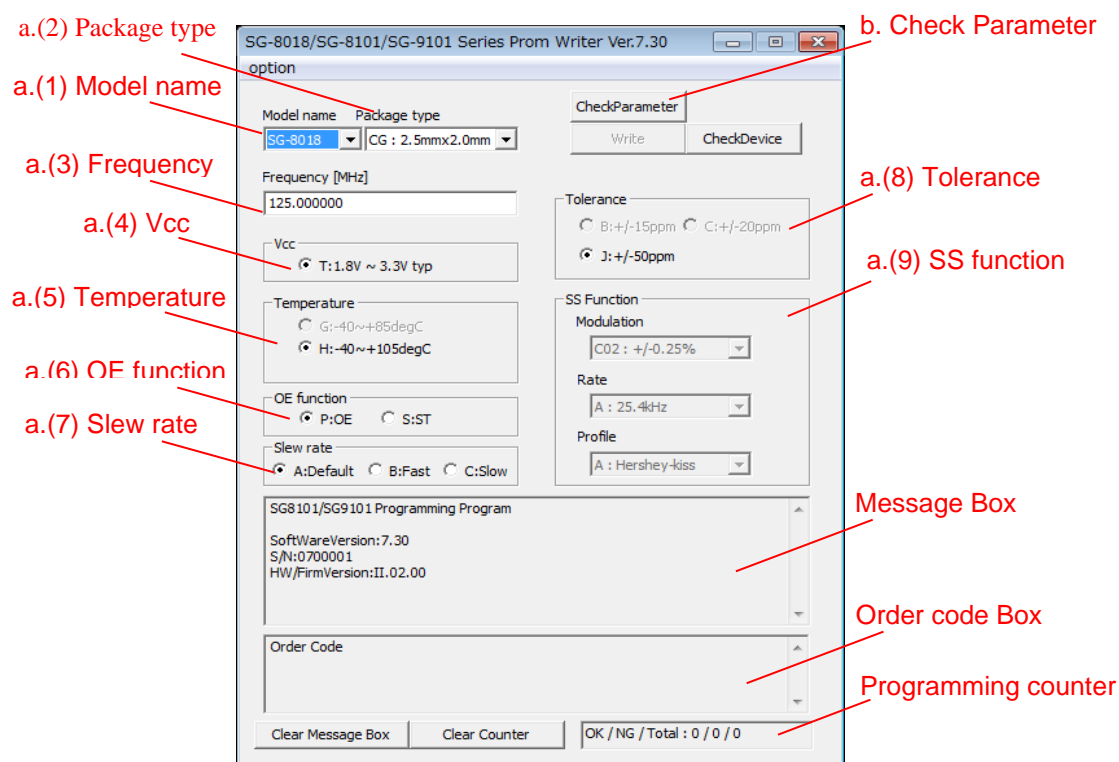 a.(2) Package type
b. Check Parameter
SG-8018/SG-8101/SG-9101 Series Prom Writer Ver.7.30
option
a.(1) Model name
Model name Package type
CheckParameter
SG-8018 CG : 2.5mmx2.0mm
Write CheckDevice
a.(3) Frequency
Frequency [MHz]
125.000000
a.(8) Tolerance
Tolerance
B:+/-15ppm C:+/-20ppm
J:+/-50ppm
a.(4) Vcc
Vcc
T:1.8V ~ 3.3V typ
a.(9) SS function
a.(5) Temperature
Temperature
G:-40~+85degC
H:-40~+105degC
SS Function
Modulation
C02 : +/-0.25%
Rate
A : 25.4kHz
Profile
A : Hershey-kiss
a.(6) OE function
OE function
P:OE S:ST
a.(7) Slew rate
Slew rate
A:Default B:Fast C:Slow
SG8101/SG9101 Programming Program
SoftWareVersion:7.30
S/N:0700001
HW/FirmVersion:II.02.00
Message Box
Order Code
Order code Box
Programming counter
Clear Message Box Clear Counter OK / NG / Total : 0 / 0 / 0